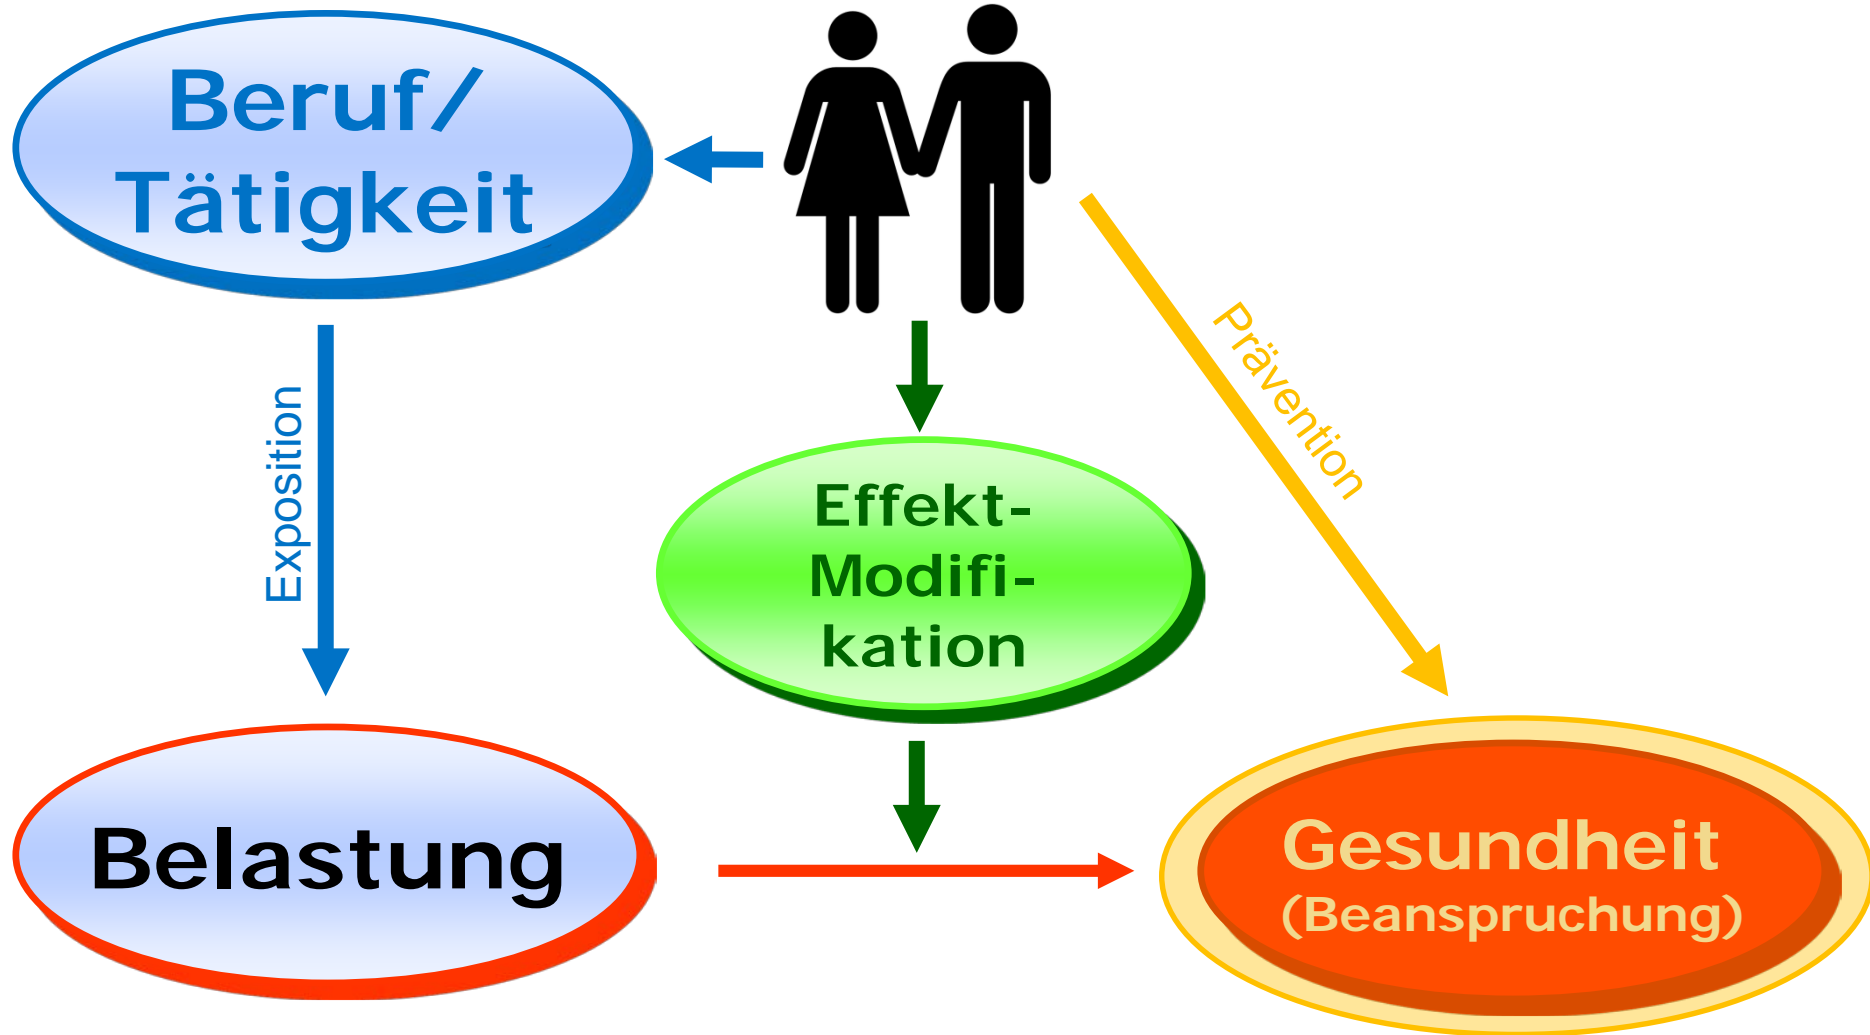 Beruf/
Tätigkeit
Exposition
Prävention
Effekt-
Modifi-
kation
Belastung
Gesundheit
(Beanspruchung)